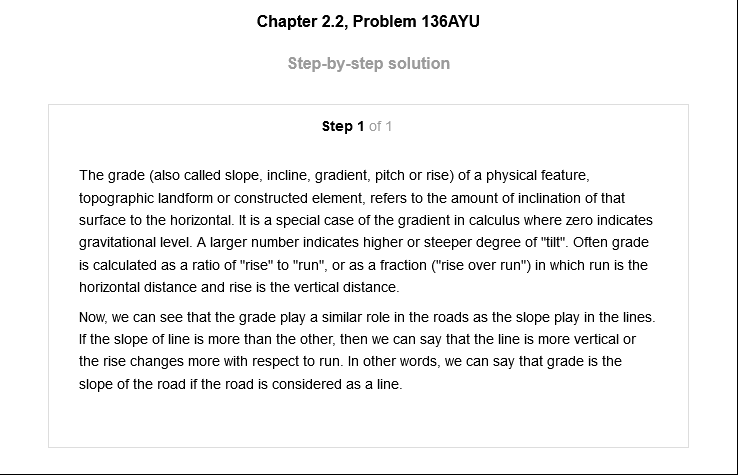 Chapter 2.2, Problem 136AYU
Step-by-step solution
Step 1 of 1
The grade (also called slope, incline, gradient, pitch or rise) of a physical feature,
topographic landform or constructed element, refers to the amount of inclination of that
surface to the horizontal. It is a special case of the gradient in calculus where zero indicates
gravitational level. A larger number indicates higher or steeper degree of "tilt". Often grade
is calculated as a ratio of "rise" to "run", or as a fraction ("rise over run") in which run is the
horizontal distance and rise is the vertical distance.
Now, we can see that the grade play a similar role in the roads as the slope play in the lines.
If the slope of line is more than the other, then we can say that the line is more vertical or
the rise changes more with respect to run. In other words, we can say that grade is the
slope of the road if the road is considered as a line.